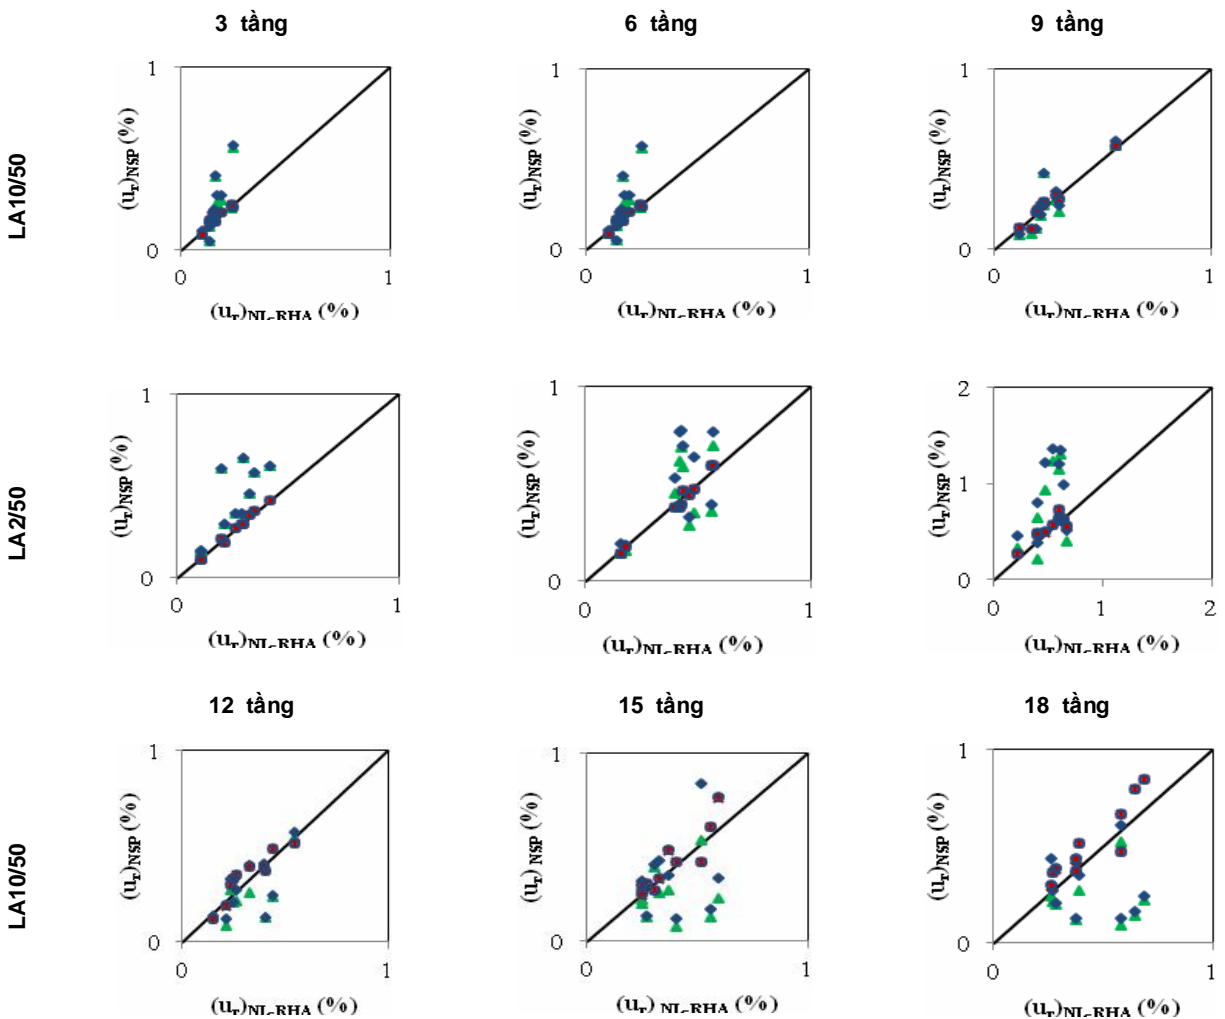 3 tầng
6 tầng
9 tầng
LA10/50
1
(ur)NSP (%)
0
0
1
(ur)NL-RHA (%)
1
(ur)NSP (%)
0
0
1
(ur)NL-RHA (%)
1
(ur)NSP (%)
0
0
1
(ur)NL-RHA (%)
LA2/50
1
(ur)NSP (%)
0
0
1
(ur)NL-RHA (%)
1
(ur)NSP (%)
0
0
1
(ur)NL-RHA (%)
2
1
(ur)NSP (%)
0
0
1
2
(ur)NL-RHA (%)
12 tầng
15 tầng
18 tầng
LA10/50
1
(ur)NSP (%)
0
0
1
(ur)NL-RHA (%)
1
(ur) NSP (%)
0
0
1
(ur) NL-RHA (%)
1
(ur)NSP (%)
0
0
1
(ur)NL-RHA (%)